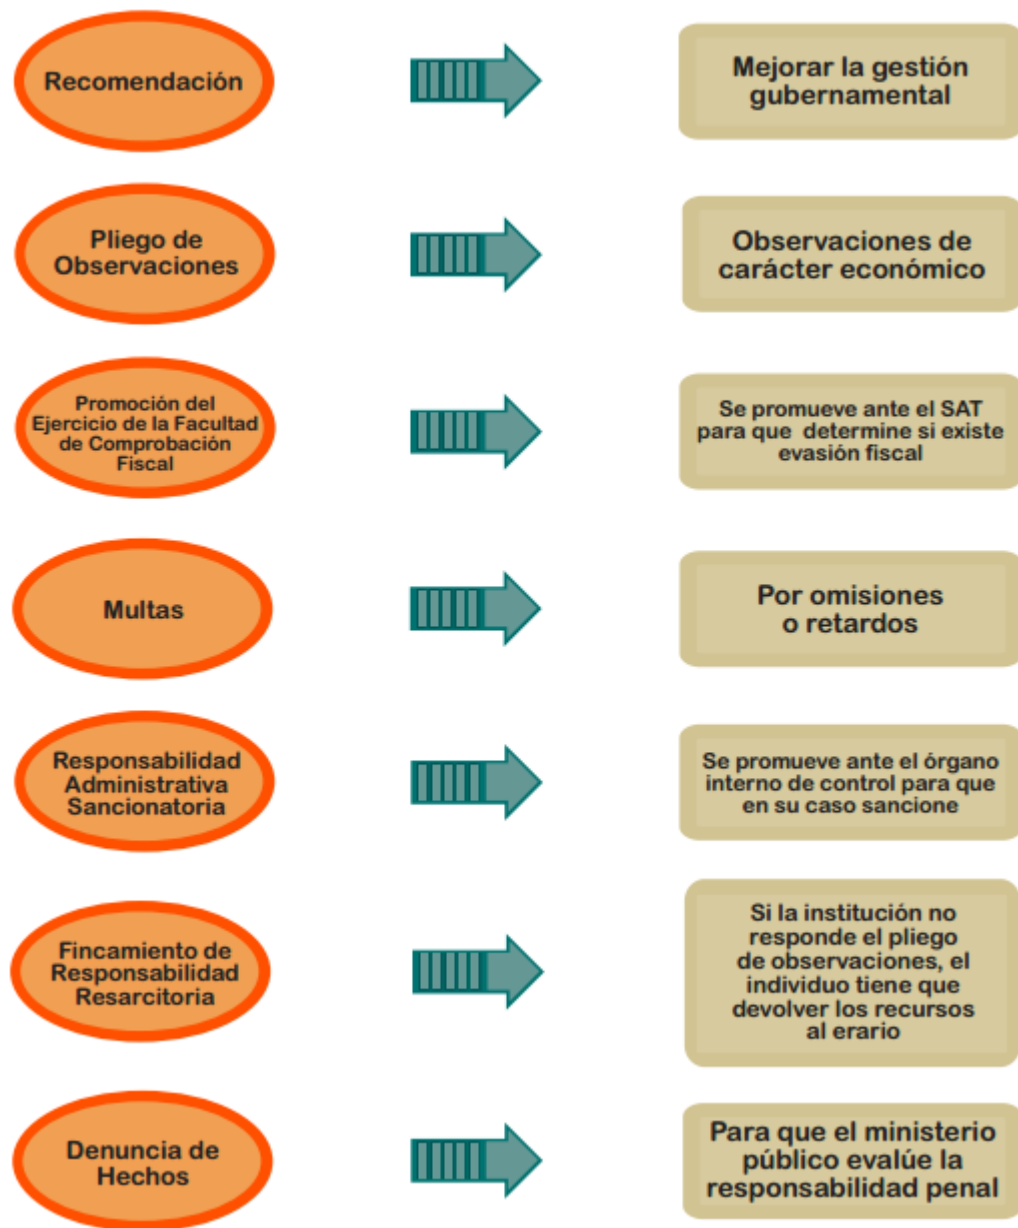 Recomendación
Mejorar la gestión
gubernamental
Pliego de
Observaciones
Observaciones de
carácter económico
Promoción del
Ejercicio de la Facultad
de Comprobación
Fiscal
Se promueve ante el SAT
para que determine si existe
evasión fiscal
Multas
Por omisiones
o retardos
Responsabilidad
Administrativa
Sancionatoria
Se promueve ante el órgano
interno de control para que
en su caso sancione
Fincamiento de
Responsabilidad
Resarcitoria
Si la institución no
responde el pliego
de observaciones, el
individuo tiene que
devolver los recursos
al erario
Denuncia de
Hechos
Para que el ministerio
público evalúe la
responsabilidad penal